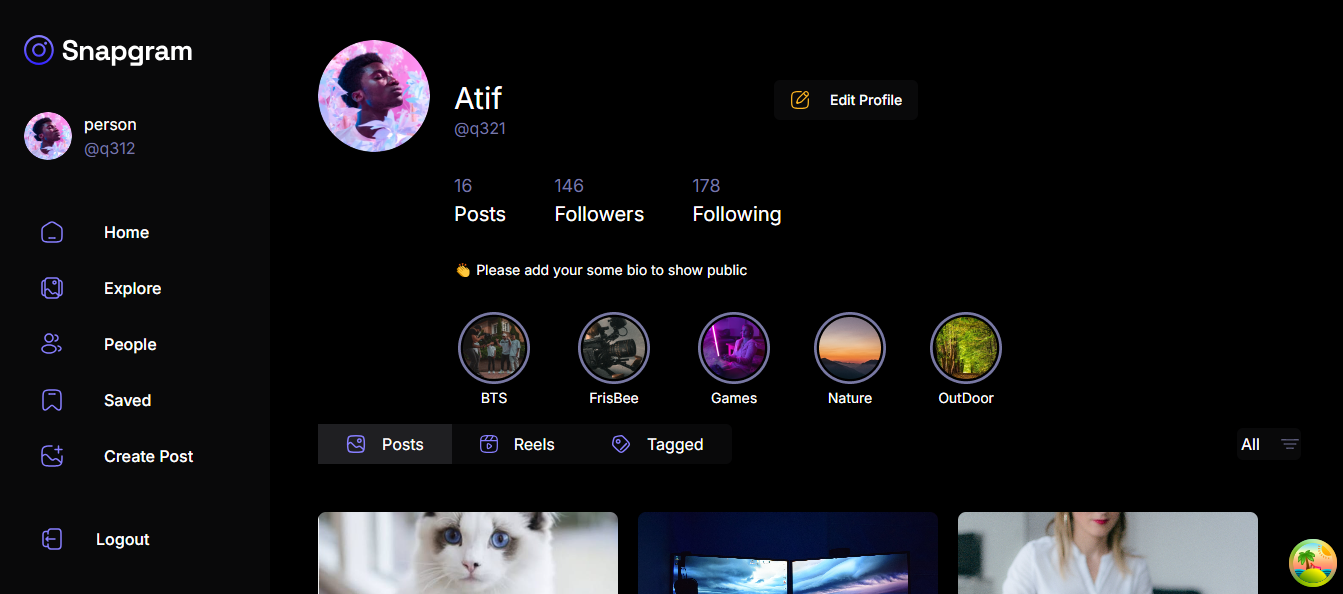 Snapgram
person
@q312
Home
Explore
People
Saved
Create Post
Logout
Atif
@q321
Edit Profile
16 146 178
Posts Followers Following
👏 Please add your some bio to show public
BTS FrisBee Games Nature OutDoor
Posts Reels Tagged All